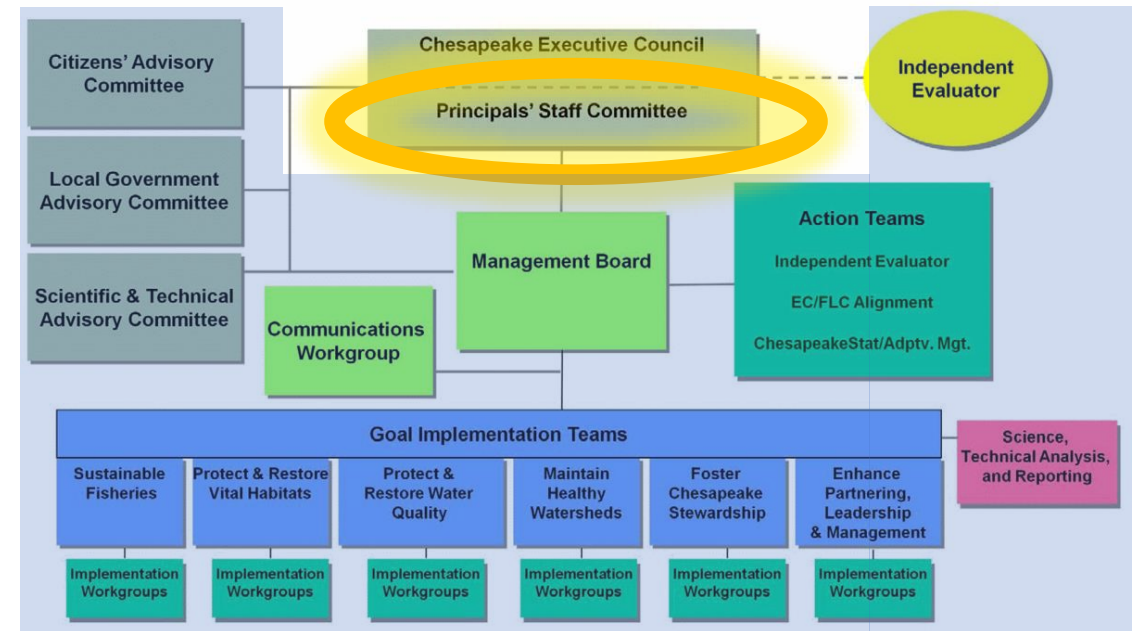 Citizens' Advisory
Committee
Chesapeake Executive Council
Independent
Evaluator
Principals' Staff Committee
Local Government
Advisory Committee
Action Teams
Independent Evaluator
EC/FLC Alignment
ChesapeakeStat/Adptv. Mgt.
Management Board
Scientific & Technical
Advisory Committee
Communications
Workgroup
Goal Implementation Teams
Science,
Technical Analysis,
and Reporting
Sustainable
Fisheries
Protect & Restore
Vital Habitats
Protect &
Restore Water
Quality
Maintain
Healthy
Watersheds
Foster
Chesapeake
Stewardship
Enhance
Partnering,
Leadership
& Management
Implementation
Workgroups
Implementation
Workgroups
Implementation
Workgroups
Implementation
Workgroups
Implementation
Workgroups
Implementation
Workgroups